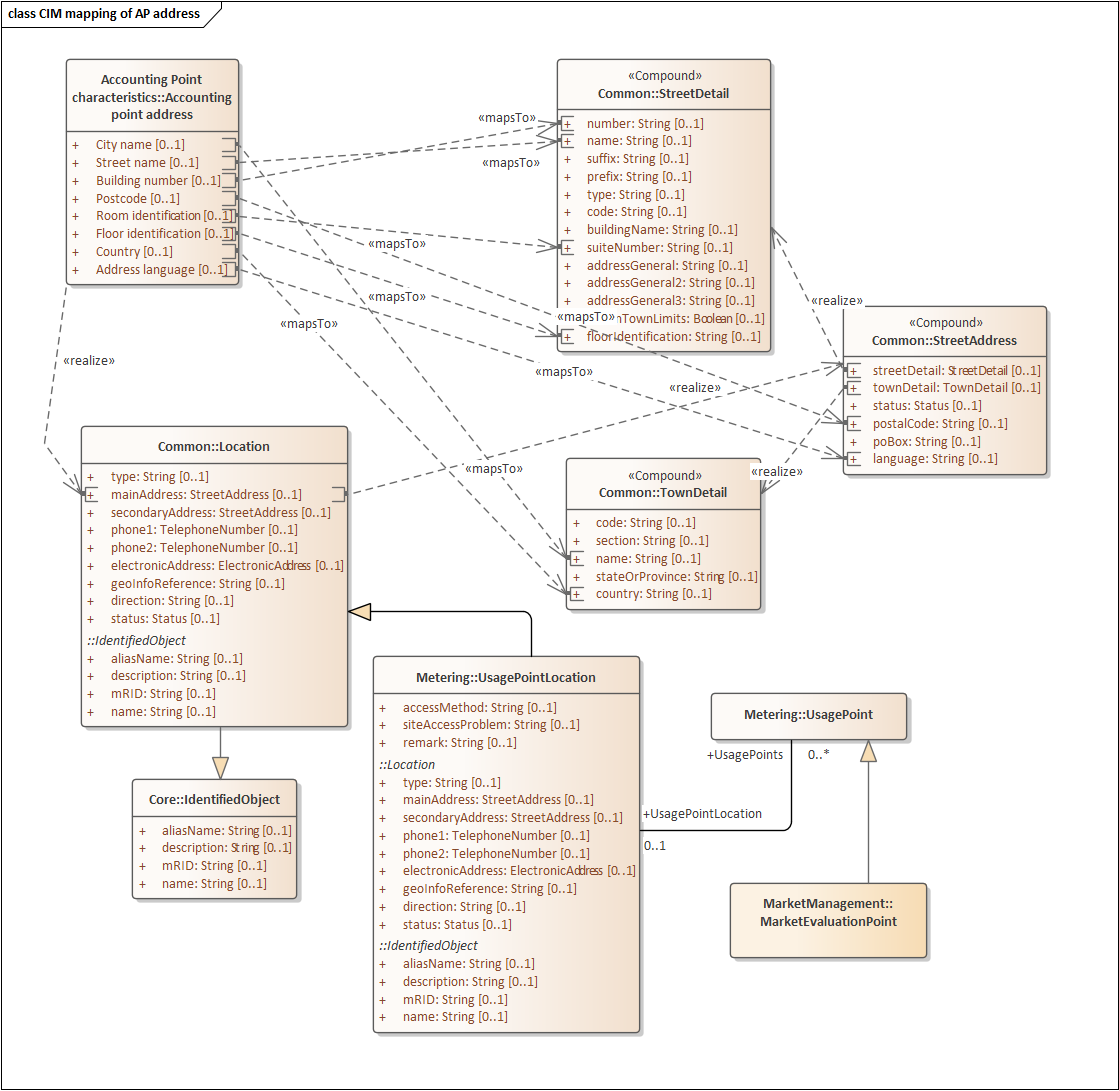 class CIM mapping of AP address
Accounting Point
characteristics::Accounting
point address
+ City name [0..1]
+ Street name [0..1]
+ Building number [0..1]
+ Postcode [0..1]
+ Room identification [0..1]
+ Floor identification [0..1]
+ Country [0..1]
+ Address language [0..1]
«Compound»
Common::StreetDetail
+ number: String [0..1]
+ name: String [0..1]
+ suffix: String [0..1]
+ prefix: String [0..1]
+ type: String [0..1]
+ code: String [0..1]
+ buildingName: String [0..1]
+ suiteNumber: String [0..1]
+ addressGeneral: String [0..1]
+ addressGeneral2: String [0..1]
+ addressGeneral3: String [0..1]
TownLimits: Boolean [0..1]
+ floorIdentification: String [0..1]
«mapsTo»
«mapsTo»
«mapsTo»
«mapsTo»
«mapsTo»
«mapsTo»
«mapsTo»
«mapsTo»
«realize»
«realize»
«realize»
«realize»
«Compound»
Common::StreetAddress
+ streetDetail: StreetDetail [0..1]
+ townDetail: TownDetail [0..1]
+ status: Status [0..1]
+ postalCode: String [0..1]
+ poBox: String [0..1]
+ language: String [0..1]
Common::Location
+ type: String [0..1]
+ mainAddress: StreetAddress [0..1]
+ secondaryAddress: StreetAddress [0..1]
+ phone1: TelephoneNumber [0..1]
+ phone2: TelephoneNumber [0..1]
+ electronicAddress: ElectronicAddress [0..1]
+ geoInfoReference: String [0..1]
+ direction: String [0..1]
+ status: Status [0..1]
::IdentifiedObject
+ aliasName: String [0..1]
+ description: String [0..1]
+ mRID: String [0..1]
+ name: String [0..1]
«Compound»
Common::TownDetail
+ code: String [0..1]
+ section: String [0..1]
+ name: String [0..1]
+ stateOrProvince: String [0..1]
+ country: String [0..1]
Core::IdentifiedObject
+ aliasName: String [0..1]
+ description: String [0..1]
+ mRID: String [0..1]
+ name: String [0..1]
Metering::UsagePointLocation
+ accessMethod: String [0..1]
+ siteAccessProblem: String [0..1]
+ remark: String [0..1]
::Location
+ type: String [0..1]
+ mainAddress: StreetAddress [0..1]
+ secondaryAddress: StreetAddress [0..1]
+ phone1: TelephoneNumber [0..1]
+ phone2: TelephoneNumber [0..1]
+ electronicAddress: ElectronicAddress [0..1]
+ geoInfoReference: String [0..1]
+ direction: String [0..1]
+ status: Status [0..1]
::IdentifiedObject
+ aliasName: String [0..1]
+ description: String [0..1]
+ mRID: String [0..1]
+ name: String [0..1]
Metering::UsagePoint
+UsagePoints 0..*
+UsagePointLocation
0..1
MarketManagement::
MarketEvaluationPoint